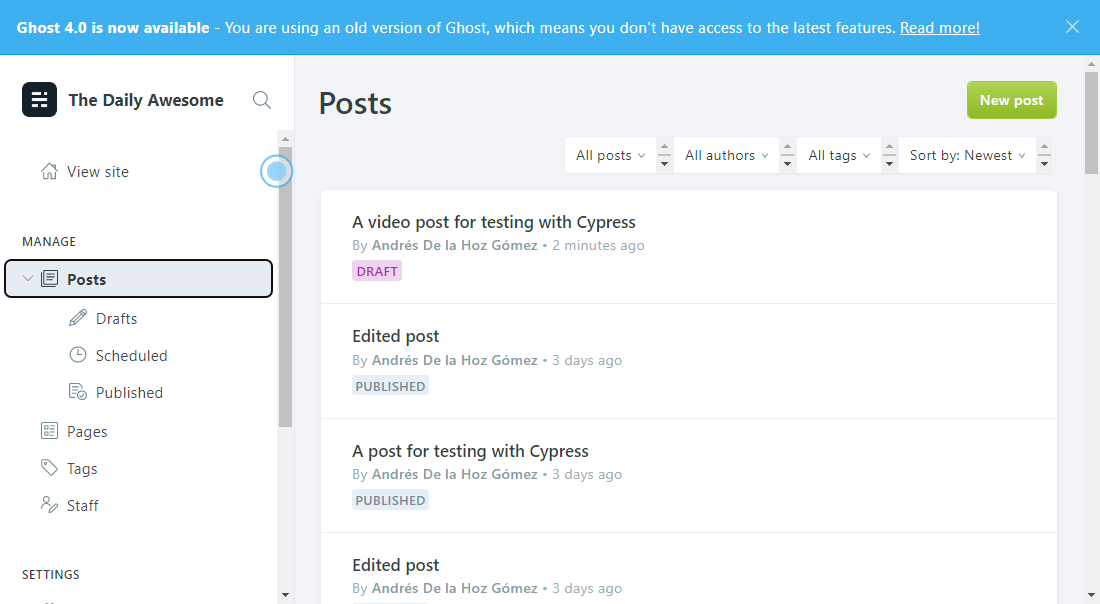 Ghost 4.0 is now available - You are using an old version of Ghost, which means you don't have access to the latest features. Read more!
The Daily Awesome
View site
MANAGE
Posts
Drafts
Scheduled
Published
Pages
Tags
Staff
SETTINGS
Posts
New post
All posts
All authors
All tags
Sort by: Newest
A video post for testing with Cypress
By Andrés De la Hoz Gómez • 2 minutes ago
DRAFT
Edited post
By Andrés De la Hoz Gómez • 3 days ago
PUBLISHED
A post for testing with Cypress
By Andrés De la Hoz Gómez • 3 days ago
PUBLISHED
Edited post
By Andrés De la Hoz Gómez • 3 days ago